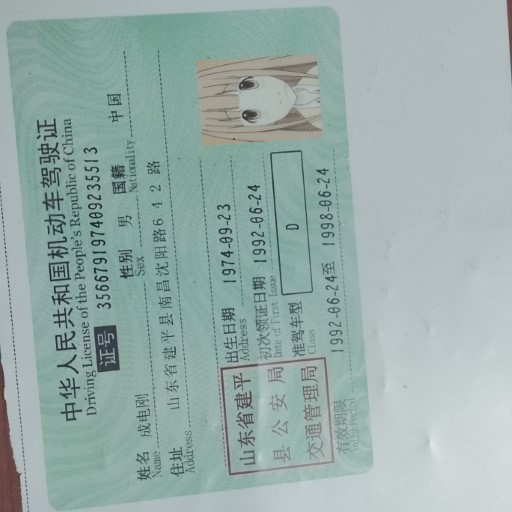 中华人民共和国机动车驾驶证
Driving License of the People's Republic of China
证号 356679197409235513
姓名 成电刚 性别 男 国籍 中国
Name Sex Nationality
住址 山东省建平县南昌沈阳路642路
Address
出生日期 1974-09-23
Address
初次领证日期 1992-06-24
Date of First Issue
准驾车型 D
Class
山东省建平
县公安局
交通管理局
有效期限 1992-06-24至 1998-06-24
Valid Period